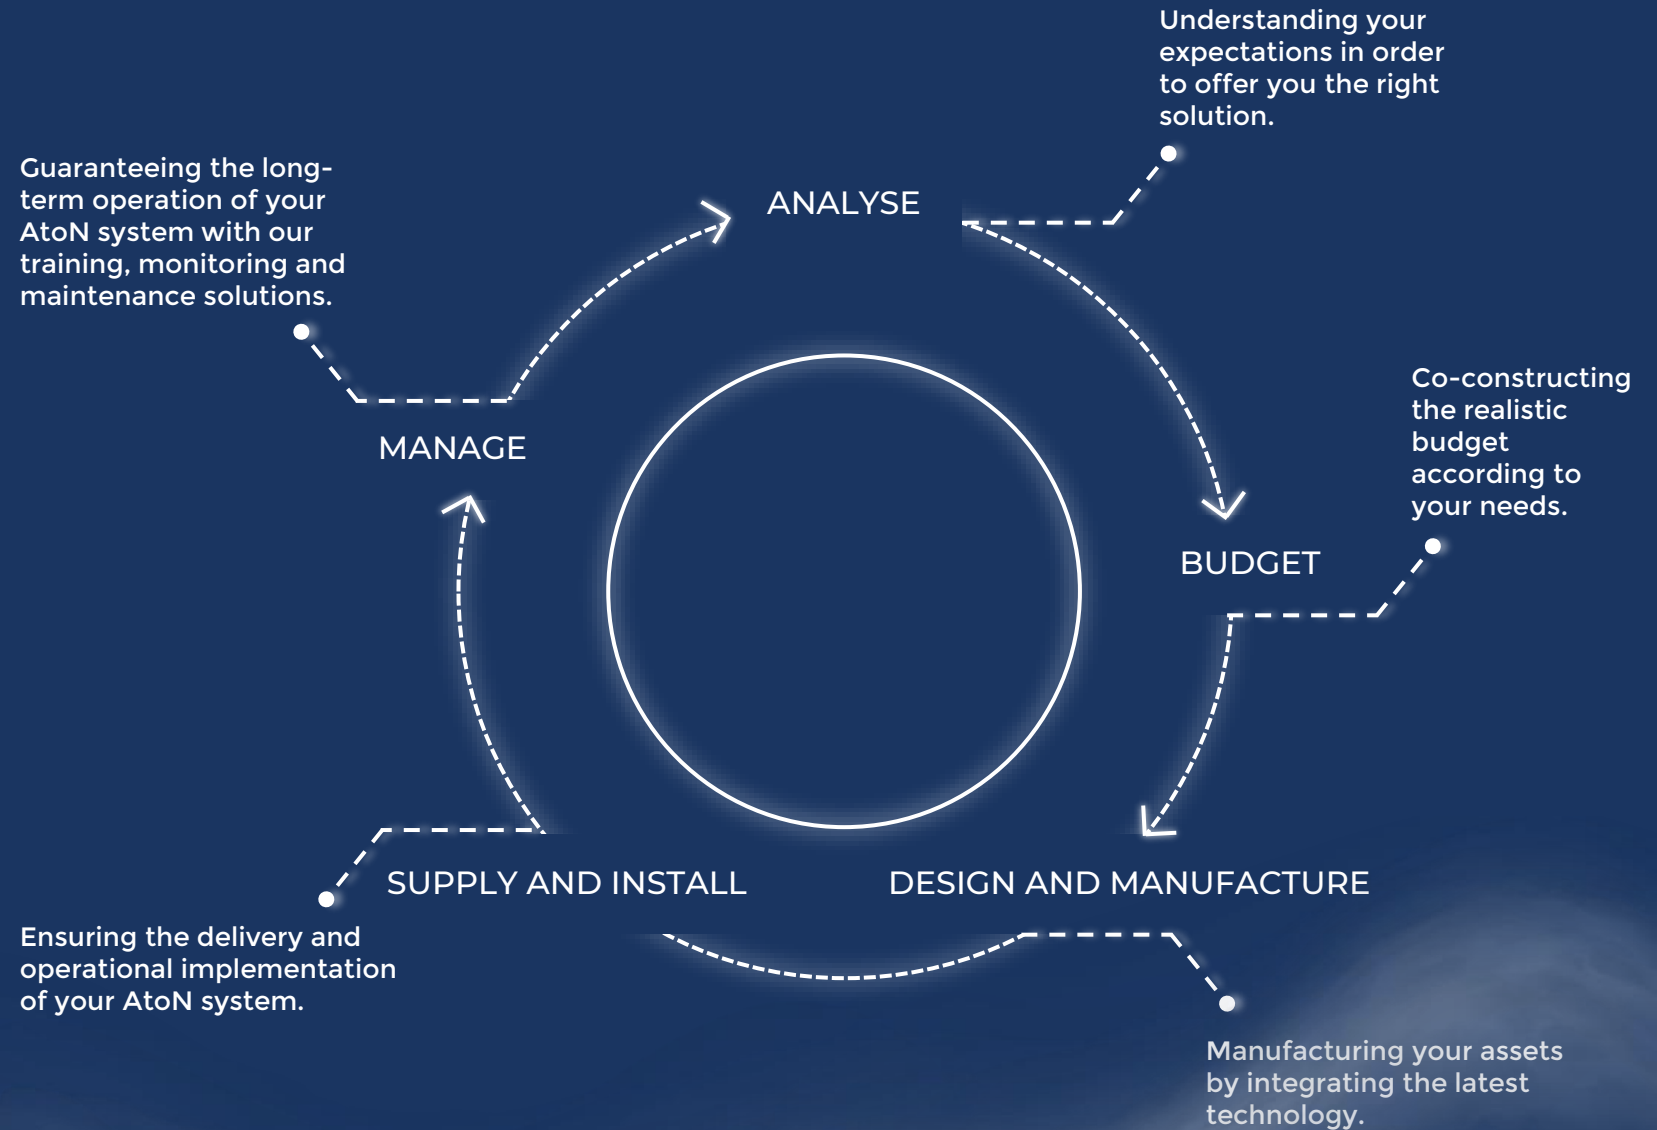 Understanding your
expectations in order
to offer you the right
solution.
ANALYSE
Guaranteeing the long-
term operation of your
AtoN system with our
training, monitoring and
maintenance solutions.
MANAGE
Co-constructing
the realistic
budget
according to
your needs.
BUDGET
SUPPLY AND INSTALL
DESIGN AND MANUFACTURE
Ensuring the delivery and
operational implementation
of your AtoN system.
Manufacturing your assets
by integrating the latest
technology.